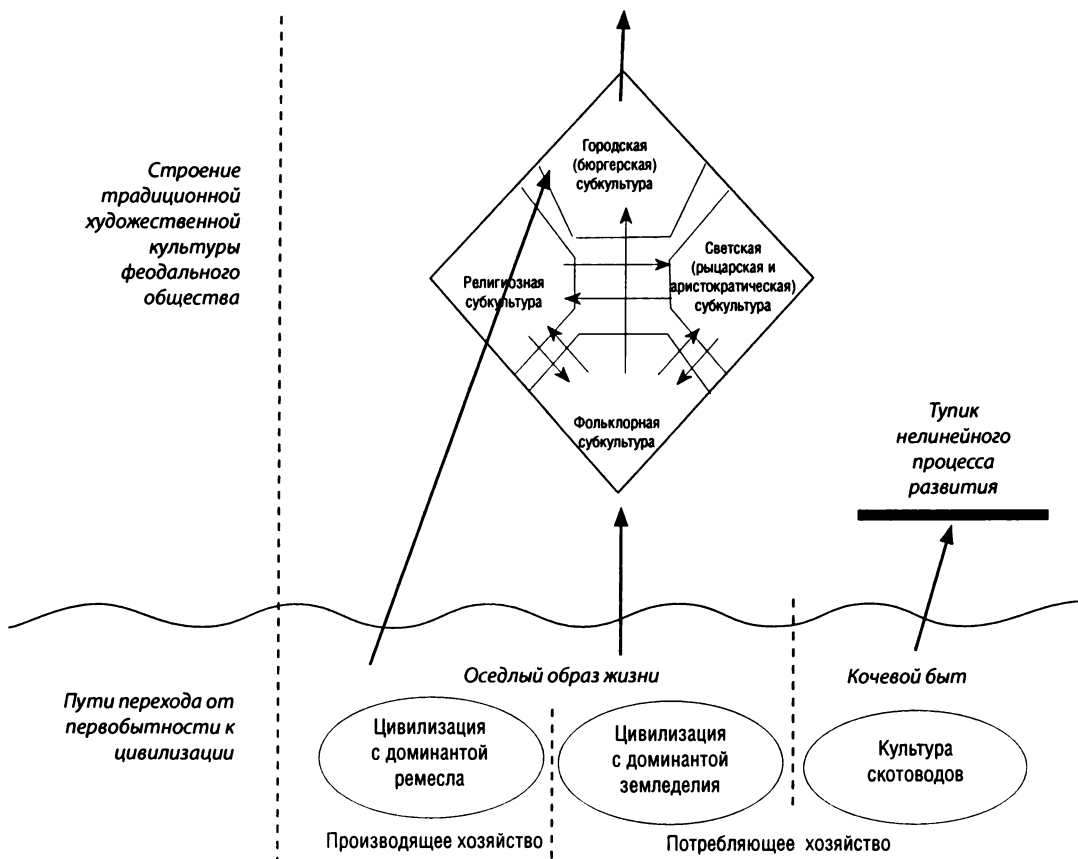 Строение
традиционной
художественной
культуры
феодального
общества
Городская
(бюргерская)
субкультура
Религиозная
субкультура
Светская
(рыцарская и
аристократическая)
субкультура
Фольклорная
субкультура
Тупик
нелинейного
процесса
развития
Пути перехода от
первобытности к
цивилизации
Оседлый образ жизни
Кочевой быт
Цивилизация
с доминантой
ремесла
Цивилизация
с доминантой
земледелия
Культура
скотоводов
Производящее хозяйство
Потребляющее хозяйство